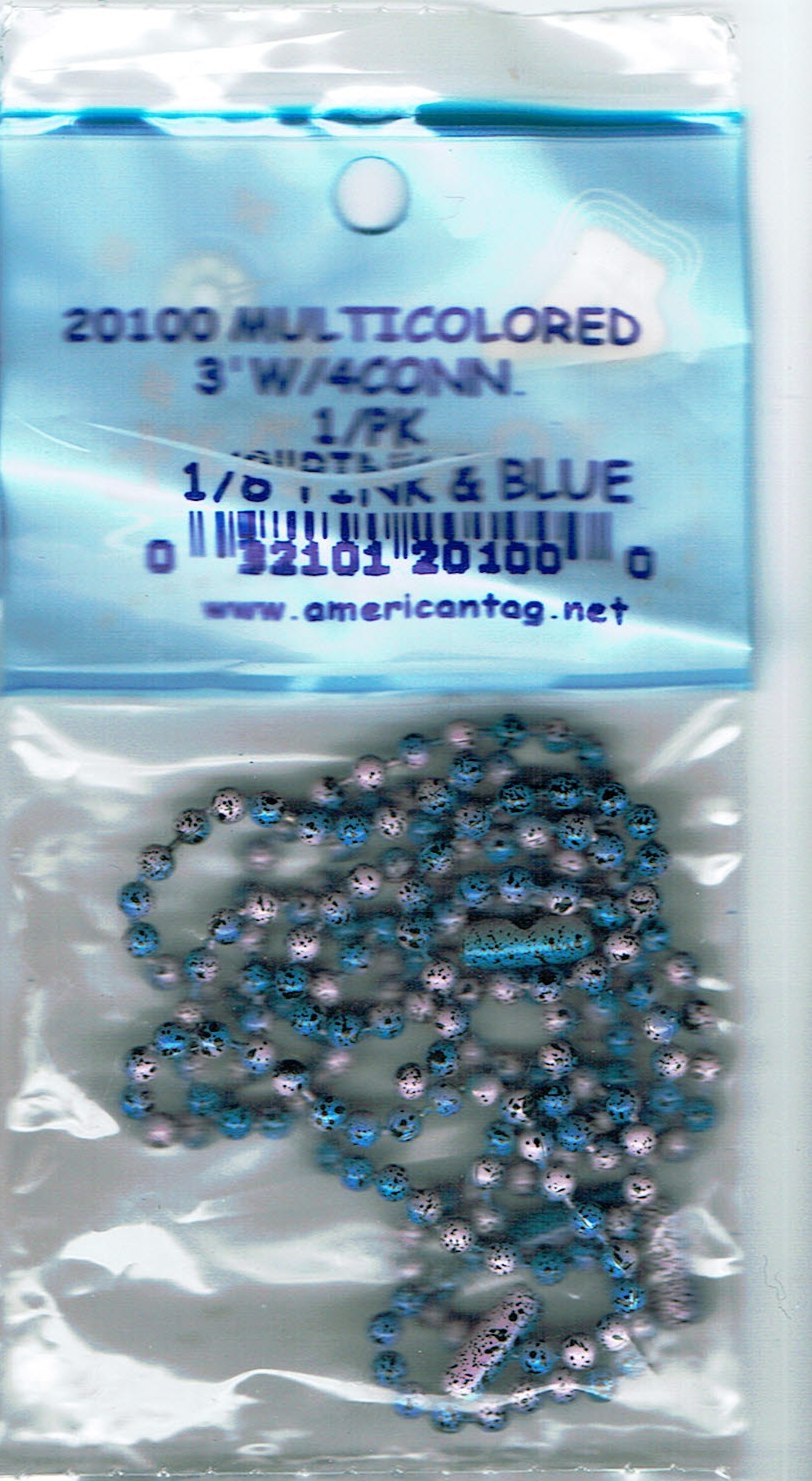 20100 MULTICOLORED
3' W/4CONN.
1/PK
1/8" PINK & BLUE
0 32101 20100 0
www.americantag.net